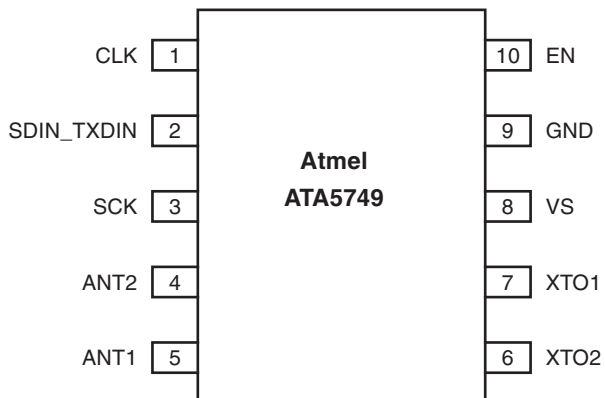 CLK 1 10 EN
SDIN_TXDIN 2 9 GND
Atmel
ATA5749
SCK 3 8 VS
ANT2 4 7 XTO1
ANT1 5 6 XTO2